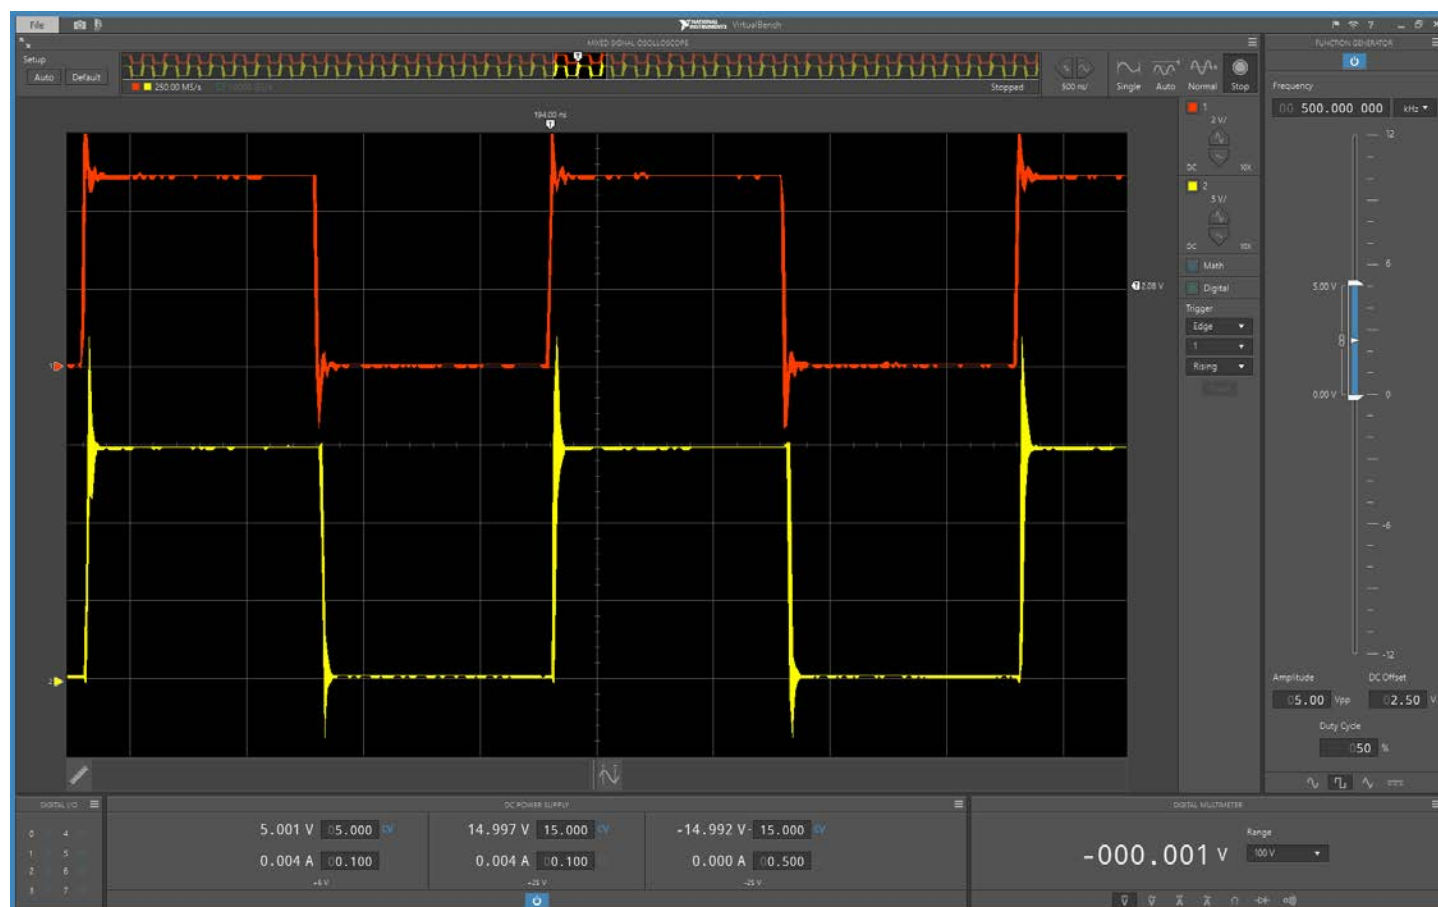 File
NATIONAL INSTRUMENTS VirtualBench
?
MIXED SIGNAL OSCILLOSCOPE
FUNCTION GENERATOR
Setup
Auto Default
250.00 MS/s
Stopped
500 ns/
Single Auto Normal Stop
Frequency
00 500.000 000 kHz
194.00 ns
T
1
2 V/
DC 10X
2
5 V/
DC 10X
Math
Digital
T 2.08 V
Trigger
Edge
1
Rising
12
6
5.00 V
0.00 V
0
-6
-12
1
2
Amplitude DC Offset
05.00 Vpp 02.50 V
Duty Cycle
050 %
DIGITAL I/O
0 4
1 5
2 6
3 7
DC POWER SUPPLY
5.001 V 05.000 CV
0.004 A 00.100
+6 V
14.997 V 15.000 CV
0.004 A 00.100
+25 V
-14.992 V - 15.000 CV
0.000 A 00.500
-25 V
DIGITAL MULTIMETER
-000.001 V
Range
100 V